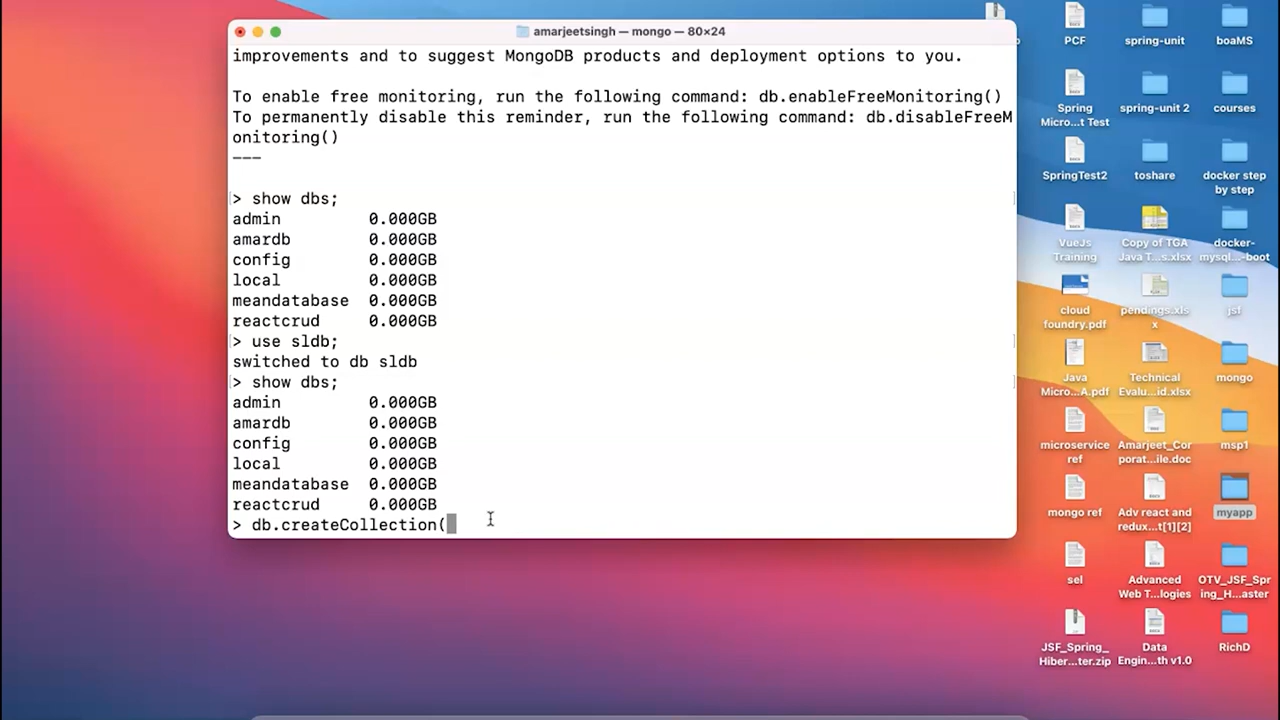 amarjeetsingh — mongo — 80×24
improvements and to suggest MongoDB products and deployment options to you.
To enable free monitoring, run the following command: db.enableFreeMonitoring()
To permanently disable this reminder, run the following command: db.disableFreeM
onitoring()
---
> show dbs;
admin 0.000GB
amardb 0.000GB
config 0.000GB
local 0.000GB
meandatabase 0.000GB
reactcrud 0.000GB
> use sldb;
switched to db sldb
> show dbs;
admin 0.000GB
amardb 0.000GB
config 0.000GB
local 0.000GB
meandatabase 0.000GB
reactcrud 0.000GB
> db.createCollection(
PCF
spring-unit
boaMS
Spring
Micro...t Test
spring-unit 2
courses
SpringTest2
toshare
docker step
by step
VueJs
Training
Copy of TGA
Java T...s.xlsx
docker-
mysql...-boot
cloud
foundry.pdf
pendings.xls
x
jsf
Java
Micro...A.pdf
Technical
Evalu...id.xlsx
mongo
microservice
ref
Amarjeet_Cor
porat...ile.doc
msp1
mongo ref
Adv react and
redux...t[1][2]
myapp
sel
Advanced
Web T...logies
OTV_JSF_Spr
ing_H...aster
JSF_Spring_
Hiber...ter.zip
Data
Engin...th v1.0
RichD